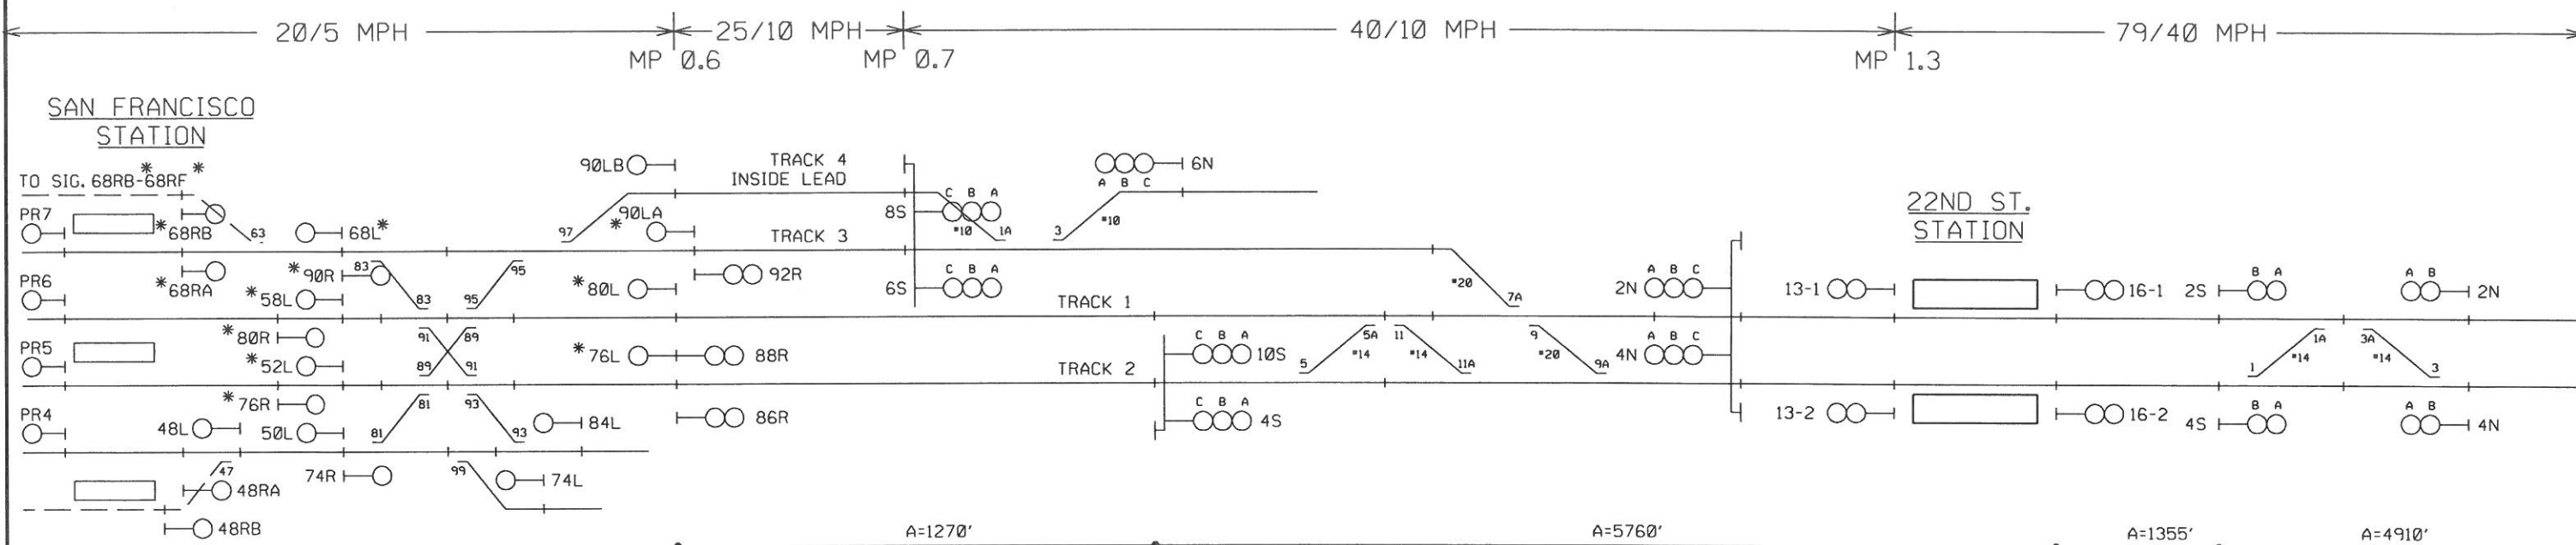 20/5 MPH
25/10 MPH
40/10 MPH
79/40 MPH
MP 0.6
MP 0.7
MP 1.3
SAN FRANCISCO
STATION
* *
TO SIG. 68RB-68RF
90LB
TRACK 4
INSIDE LEAD
6N
A B C
C B A
8S
#10
1A
3
#10
22ND ST.
STATION
PR7
*68RB
63
68L*
97
*
90LA
TRACK 3
PR6
*68RA
*90R
83
83
95
95
*58L
*80L
92R
C B A
6S
TRACK 1
#20
7A
A B C
2N
13-1
16-1
2S
B A
A B
2N
PR5
*80R
*52L
91
89
89
91
*76L
88R
TRACK 2
C B A
10S
5
5A
#14
11
#14
11A
9
#20
9A
A B C
4N
1
1A
#14
3A
#14
3
PR4
*76R
48L
50L
81
81
93
93
84L
86R
C B A
4S
13-2
16-2
4S
B A
A B
4N
47
48RA
74R
99
74L
48RB
A=1270'
A=5760'
A=1355'
A=4910'